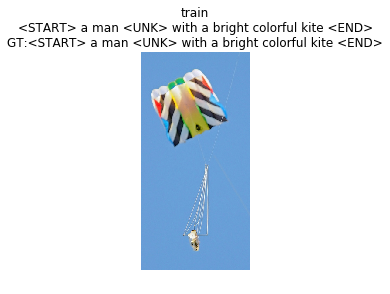 train
<START> a man <UNK> with a bright colorful kite <END>
GT:<START> a man <UNK> with a bright colorful kite <END>